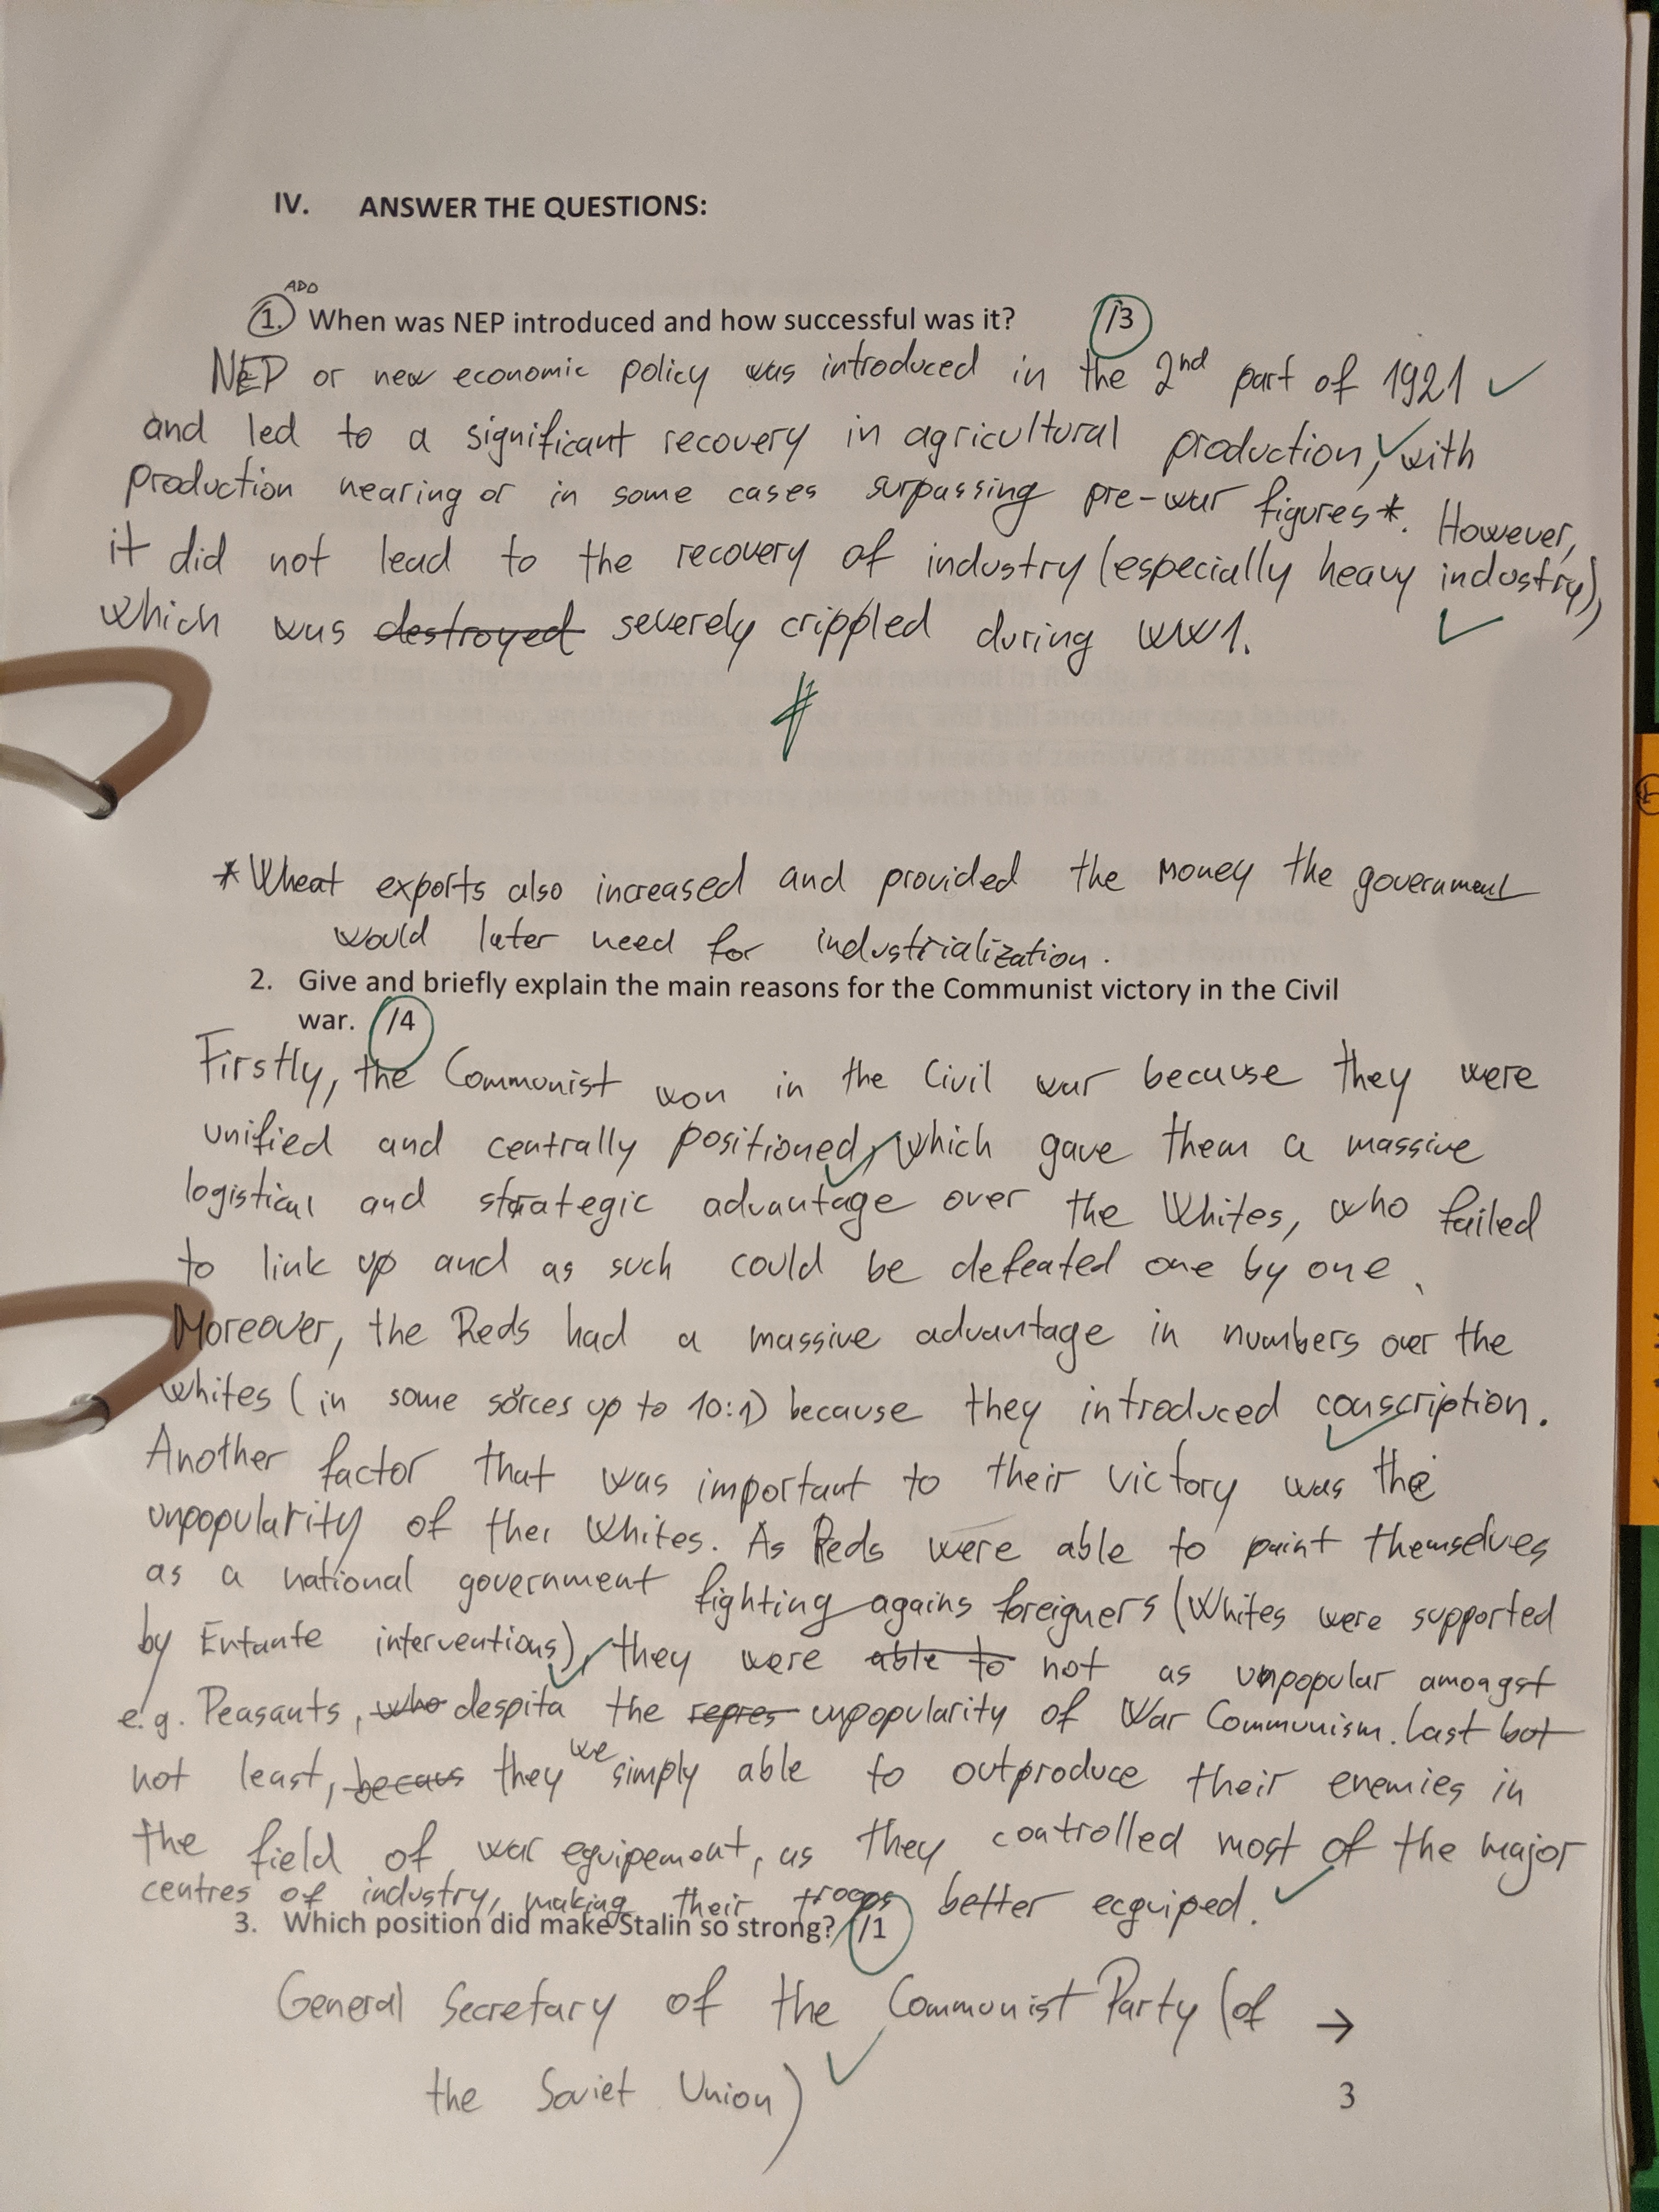 IV. ANSWER THE QUESTIONS:
ADD
1. When was NEP introduced and how successful was it? /3
NEP or new economic policy was introduced in the 2nd part of 1921
and led to a significant recovery in agricultural production, with
production nearing or in some cases surpassing pre-war figures*. However,
it did not lead to the recovery of industry (especially heavy industry),
which was destroyed severely crippled during WW1.
*Wheat exports also increased and provided the money the government
would later need for industrialization.
2. Give and briefly explain the main reasons for the Communist victory in the Civil
war. /4
Firstly, the Communist won in the Civil war because they were
unified and centrally positioned, which gave them a massive
logistical and strategic advantage over the Whites, who failed
to link up and as such could be defeated one by one.
Moreover, the Reds had a massive advantage in numbers over the
whites (in some sorces up to 10:1) because they introduced conscription.
Another factor that was important to their victory was the
unpopularity of the Whites. As Reds were able to paint themselves
as a national government fighting agains foreigners (Whites were supported
by Entante interventions), they were able to not as unpopular amongst
e.g. Peasants, who despita the repres unpopularity of War Communism. Last but
not least, becaus they we simply able to outproduce their enemies in
the field of war equipement, as they controlled most of the major
centres of industry, making their troops better ecquiped.
3. Which position did make Stalin so strong? /1
General Secretary of the Communist Party (of →
the Soviet Union)
3